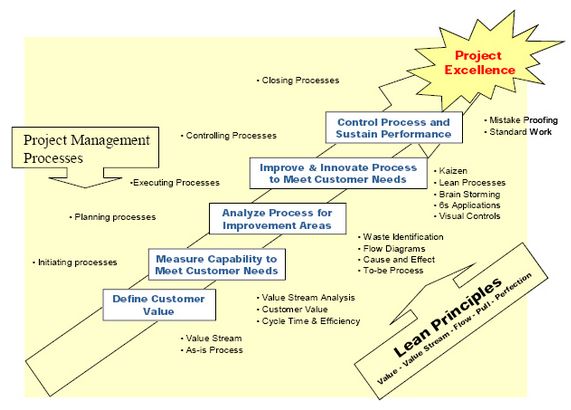 Project
Excellence
• Closing Processes
Control Process and
Sustain Performance
• Mistake Proofing
• Standard Work
Project Management
Processes
• Controlling Processes
Improve & Innovate Process
to Meet Customer Needs
• Kaizen
• Lean Processes
• Brain Storming
• 6s Applications
• Visual Controls
•Executing Processes
• Planning processes
Analyze Process for
Improvement Areas
• Waste Identification
• Flow Diagrams
• Cause and Effect
• To-be Process
• Initiating processes
Measure Capability to
Meet Customer Needs
Define Customer
Value
• Value Stream Analysis
• Customer Value
• Cycle Time & Efficiency
• Value Stream
• As-is Process
Lean Principles
Value - Value Stream - Flow - Pull - Perfection